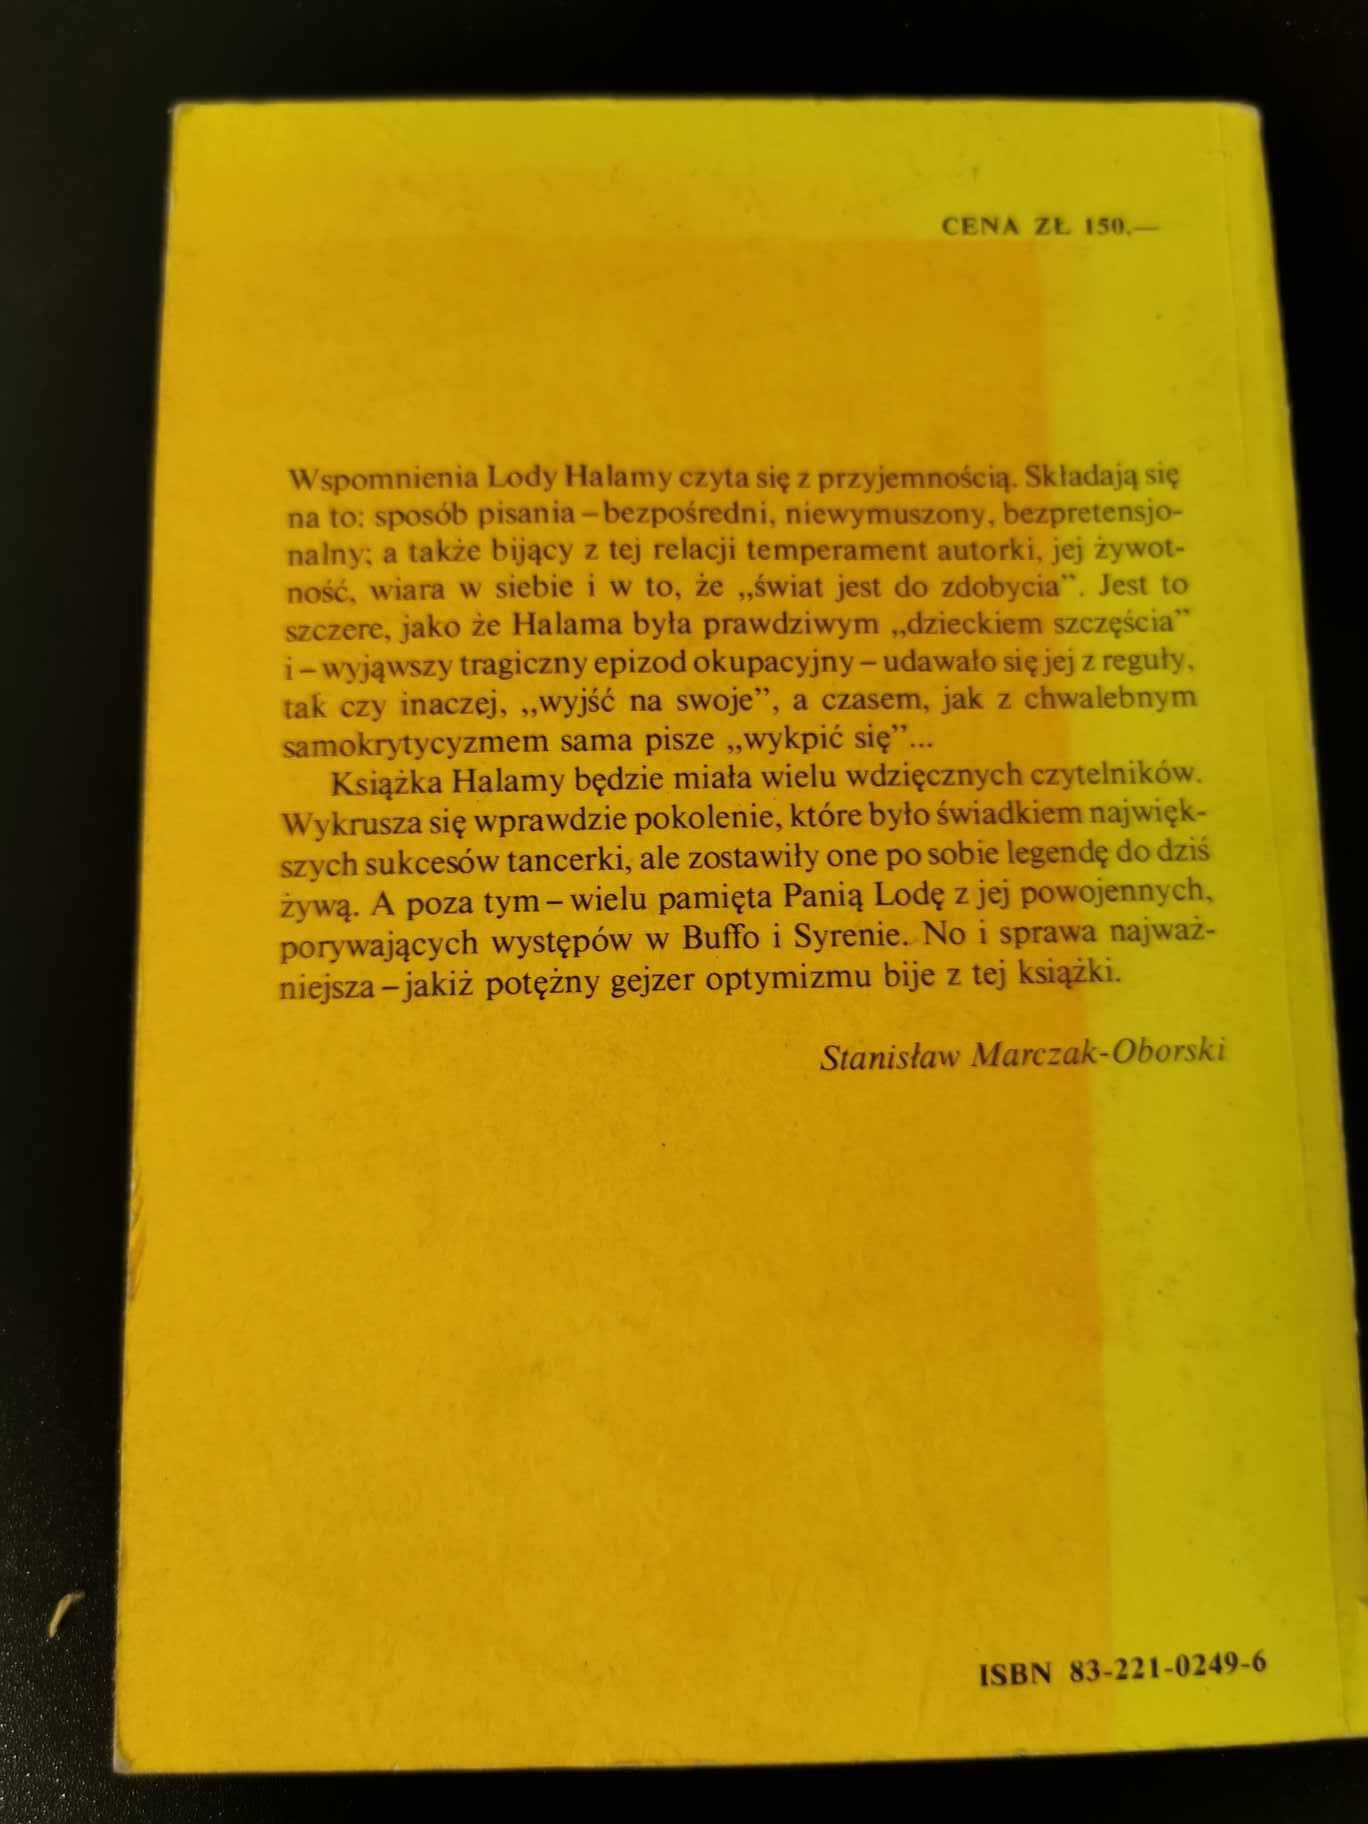 CENA ZŁ 150,—
Wspomnienia Lody Halamy czyta się z przyjemnością. Składają się
na to: sposób pisania – bezpośredni, niewymuszony, bezpretensjo-
nalny; a także bijący z tej relacji temperament autorki, jej żywot-
ność, wiara w siebie i w to, że „świat jest do zdobycia”. Jest to
szczere, jako że Halama była prawdziwym „dzieckiem szczęścia”
i – wyjąwszy tragiczny epizod okupacyjny – udawało się jej z reguły,
tak czy inaczej, „wyjść na swoje”, a czasem, jak z chwalebnym
samokrytycyzmem sama pisze „wykpić się”...
Książka Halamy będzie miała wielu wdzięcznych czytelników.
Wykrusza się wprawdzie pokolenie, które było świadkiem najwięk-
szych sukcesów tancerki, ale zostawiły one po sobie legendę do dziś
żywą. A poza tym – wielu pamięta Panią Lodę z jej powojennych,
porywających występów w Buffo i Syrenie. No i sprawa najważ-
niejsza – jakiż potężny gejzer optymizmu bije z tej książki.
Stanisław Marczak-Oborski
ISBN 83-221-0249-6